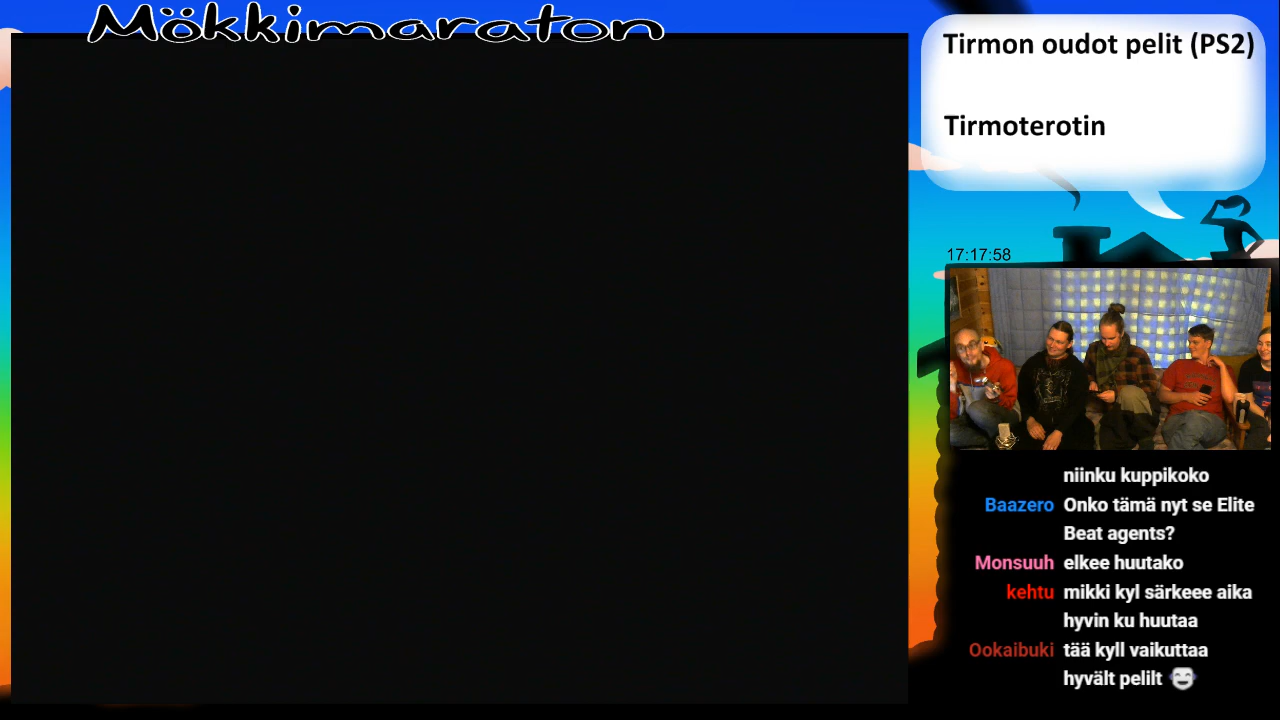 Mökkimaraton
Tirmon oudot pelit (PS2)
Tirmoterotin
17:17:58
niinku kuppikoko
Baazero Onko tämä nyt se Elite
Beat agents?
Monsuuh elkee huutako
kehtu mikki kyl särkeee aika
hyvin ku huutaa
Ookaibuki tää kyll vaikuttaa
hyvält pelilt